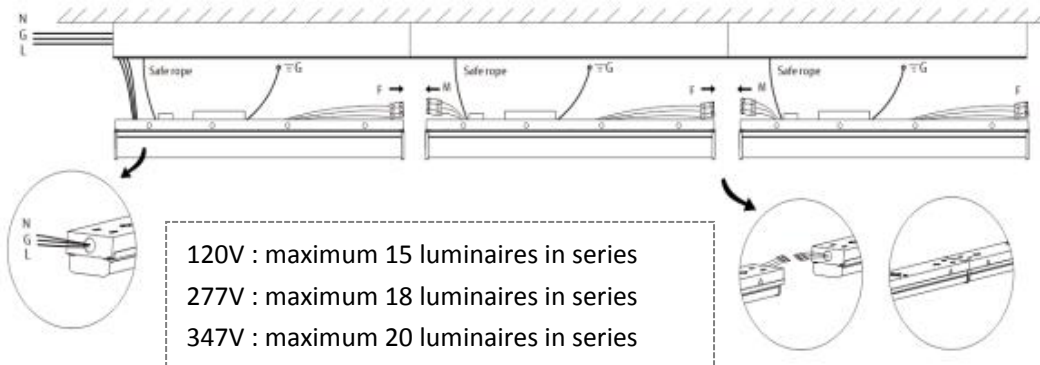 N
G
L
Safe rope
G
F
M
Safe rope
G
F
M
Safe rope
G
F
N
G
L
120V : maximum 15 luminaires in series
277V : maximum 18 luminaires in series
347V : maximum 20 luminaires in series